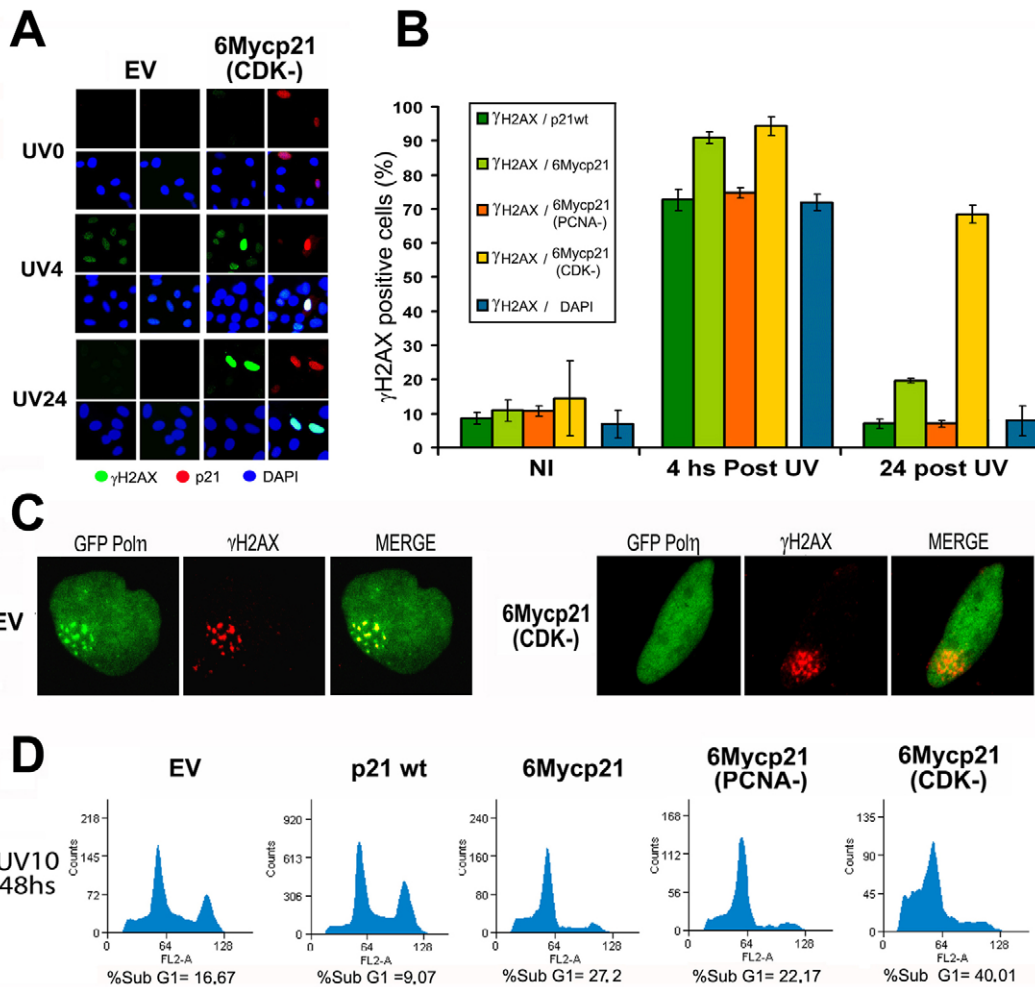 A
EV
6Mycp21
(CDK-)
UV0
UV4
UV24
γH2AX p21 DAPI
B
γH2AX positive cells (%)
100
90
80
70
60
50
40
30
20
10
0
γH2AX / p21wt
γH2AX / 6Mycp21
γH2AX / 6Mycp21
(PCNA-)
γH2AX / 6Mycp21
(CDK-)
γH2AX / DAPI
NI 4 hs Post UV 24 post UV
C
GFP Polη γH2AX MERGE
EV
GFP Polη γH2AX MERGE
6Mycp21
(CDK-)
D
UV10
48hs
EV
218
145
72
0
Counts
0 64 128
FL2-A
%Sub G1= 16,67
p21 wt
920
613
306
0
Counts
0 64 128
FL2-A
%Sub G1 =9,07
6Mycp21
240
160
80
0
Counts
0 64 128
FL2-A
%Sub G1= 27,2
6Mycp21
(PCNA-)
168
112
56
0
Counts
0 64 128
FL2-A
%Sub G1= 22,17
6Mycp21
(CDK-)
135
90
45
0
Counts
0 64 128
FL2-A
%Sub G1= 40,01